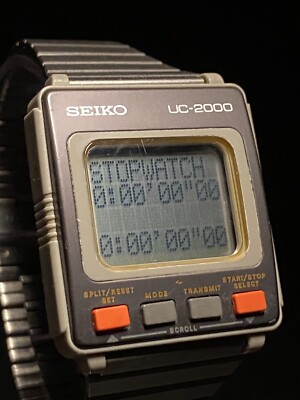 SEIKO UC-2000
STOPWATCH
0:00'00"00
0:00'00"00
SPLIT/RESET
SET
MODE
TRANSMIT
START/STOP
SELECT
SCROLL